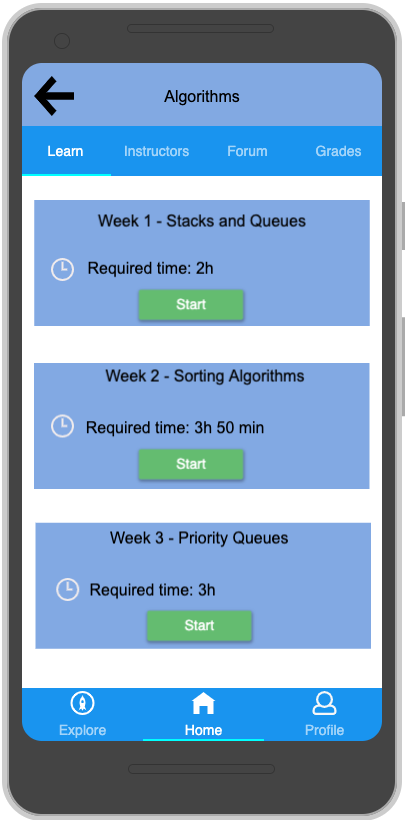 Algorithms
Learn Instructors Forum Grades
Week 1 - Stacks and Queues
Required time: 2h
Start
Week 2 - Sorting Algorithms
Required time: 3h 50 min
Start
Week 3 - Priority Queues
Required time: 3h
Start
Explore Home Profile